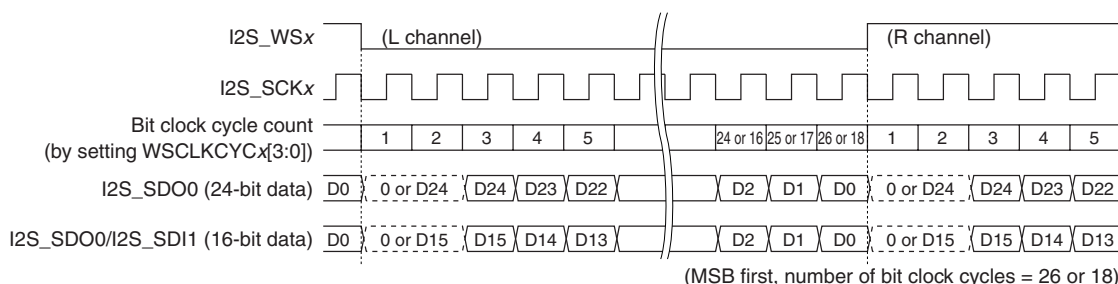 I2S_WSx (L channel) (R channel)
I2S_SCKx
Bit clock cycle count
(by setting WSCLKCYCx[3:0]) 1 2 3 4 5 24 or 16 25 or 17 26 or 18 1 2 3 4 5
I2S_SDO0 (24-bit data) D0 0 or D24 D24 D23 D22 D2 D1 D0 0 or D24 D24 D23 D22
I2S_SDO0/I2S_SDI1 (16-bit data) D0 0 or D15 D15 D14 D13 D2 D1 D0 0 or D15 D15 D14 D13
(MSB first, number of bit clock cycles = 26 or 18)